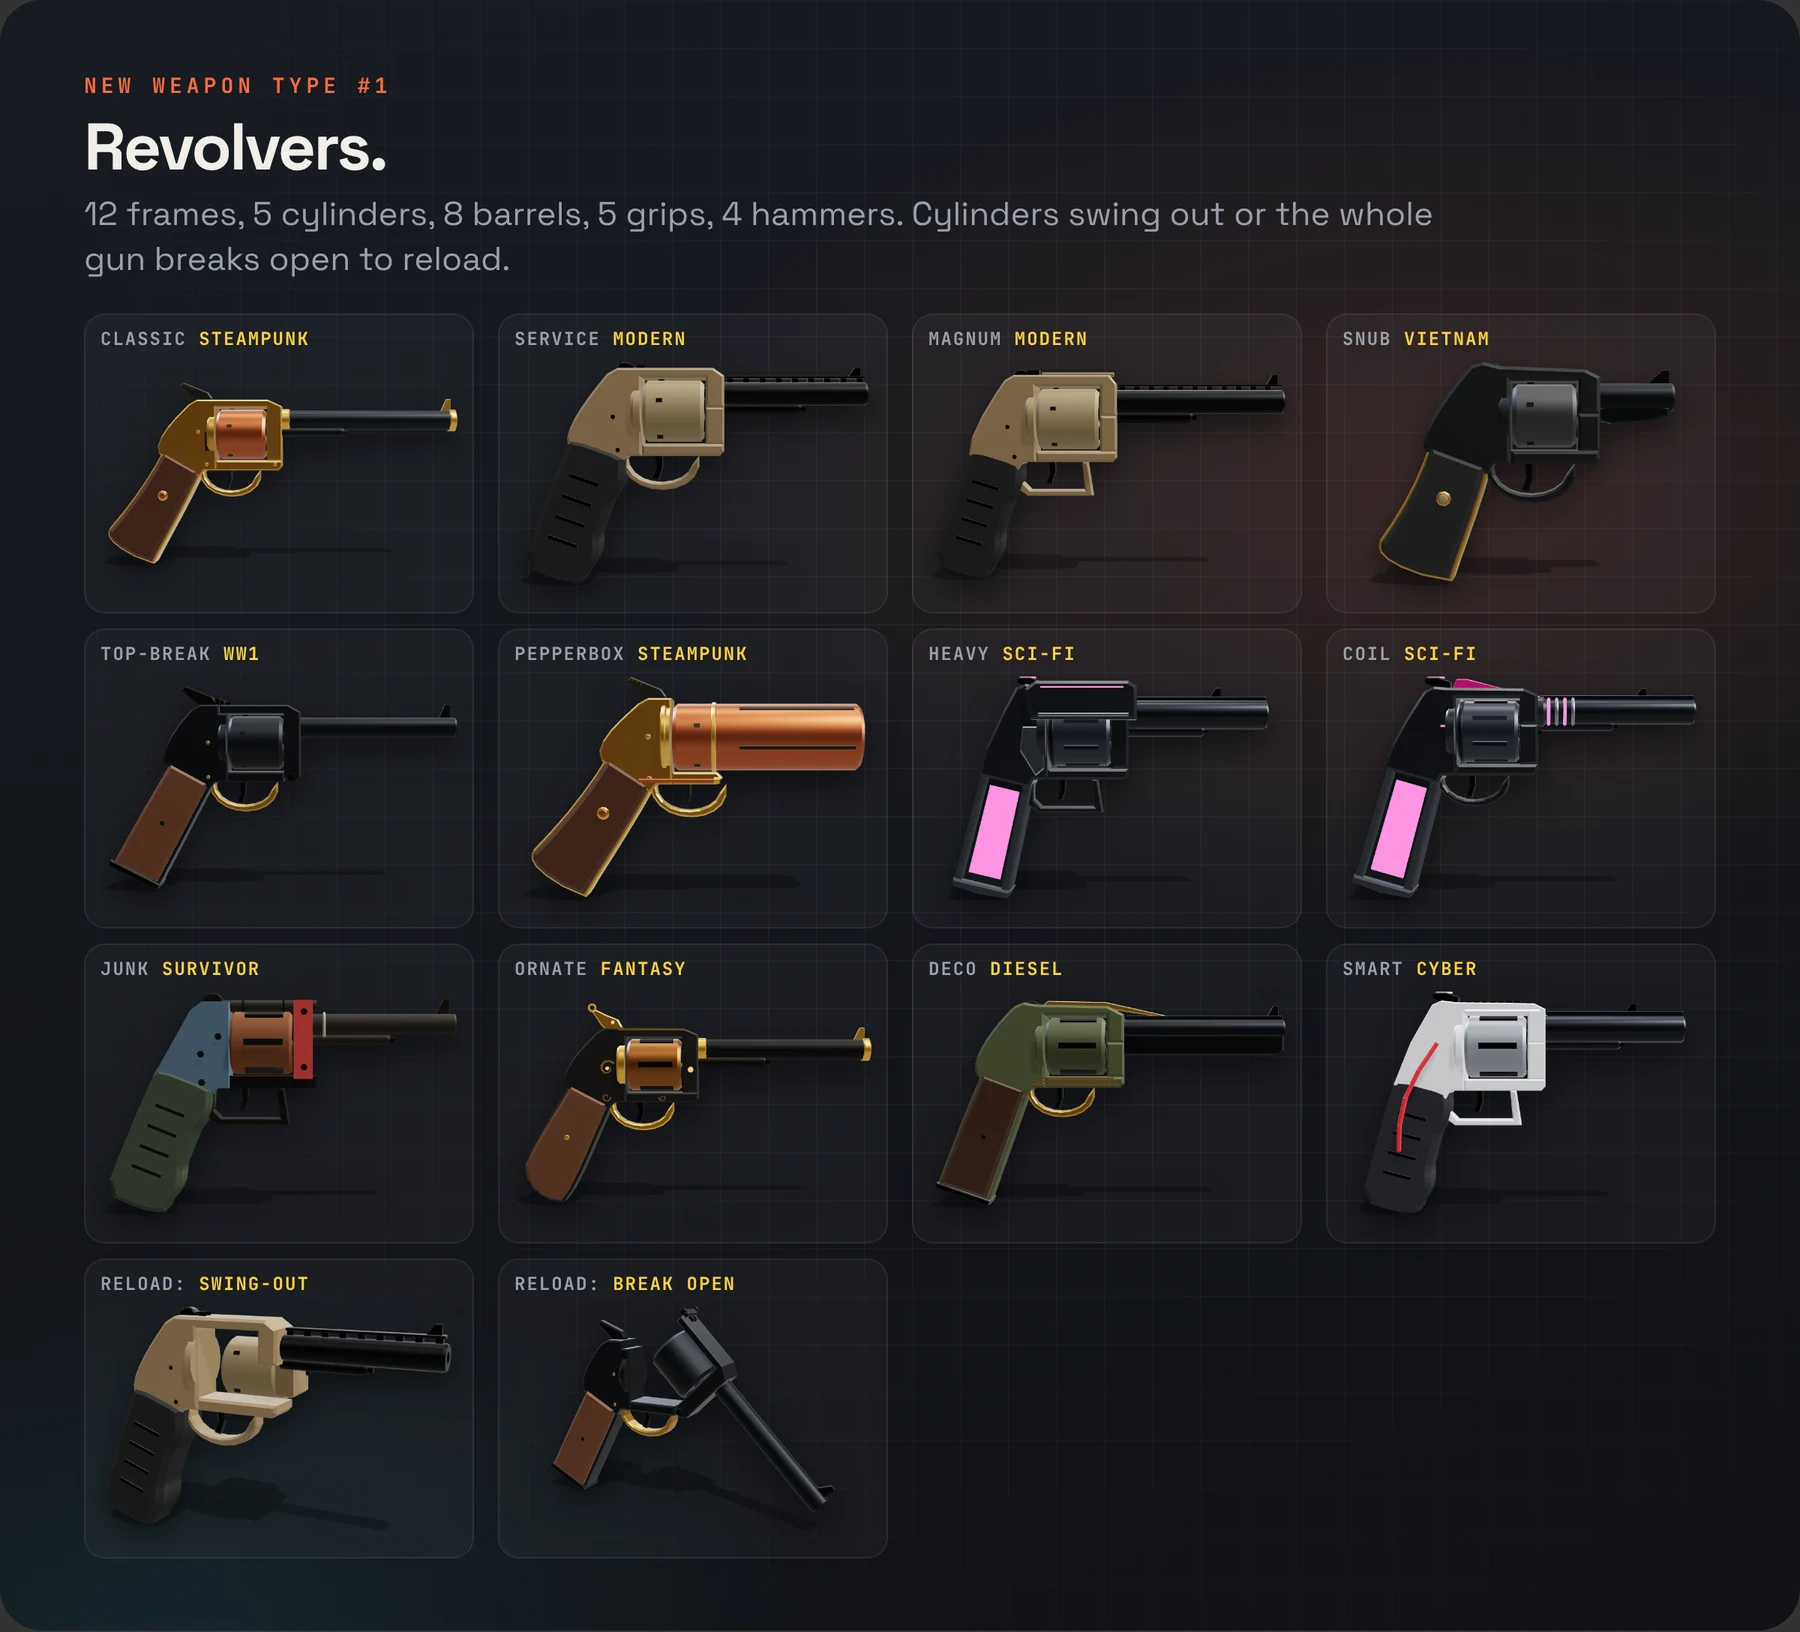 NEW WEAPON TYPE #1
Revolvers.
12 frames, 5 cylinders, 8 barrels, 5 grips, 4 hammers. Cylinders swing out or the whole
gun breaks open to reload.
CLASSIC STEAMPUNK
SERVICE MODERN
MAGNUM MODERN
SNUB VIETNAM
TOP-BREAK WW1
PEPPERBOX STEAMPUNK
HEAVY SCI-FI
COIL SCI-FI
JUNK SURVIVOR
ORNATE FANTASY
DECO DIESEL
SMART CYBER
RELOAD: SWING-OUT
RELOAD: BREAK OPEN